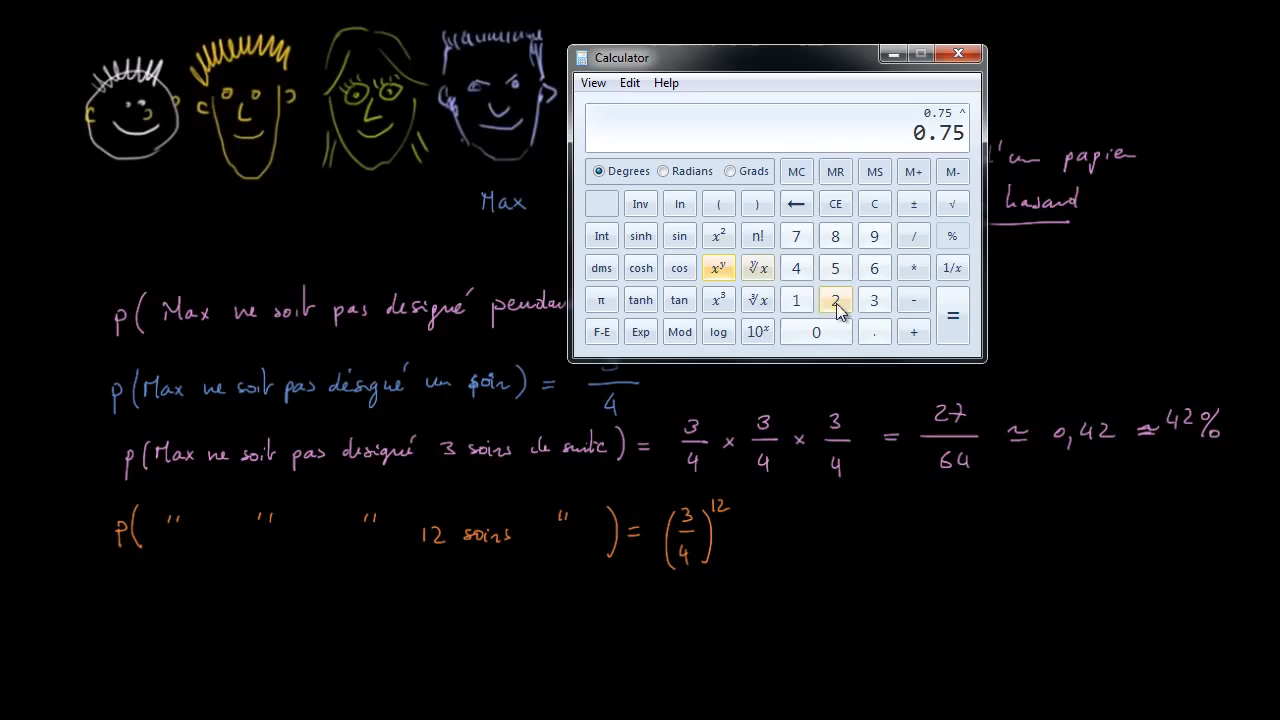 Calculator
View Edit Help
0.75 ^
0.75
Degrees Radians Grads MC MR MS M+ M-
Inv ln ( ) ← CE C ± √
Int sinh sin x² n! 7 8 9 / %
dms cosh cos xʸ ʸ√x 4 5 6 * 1/x
π tanh tan x³ ³√x 1 2 3 - =
F-E Exp Mod log 10ˣ 0 . +
l'un papier
hasard
Max
p( Max ne soit pas designé pendan
p(Max ne soit pas désigné un soir) = 3/4
p(Max ne soit pas designé 3 soirs de suite) = 3/4 × 3/4 × 3/4 = 27/64 ≃ 0,42 ≃ 42%
P( " " " 12 soirs " ) = (3/4)¹²